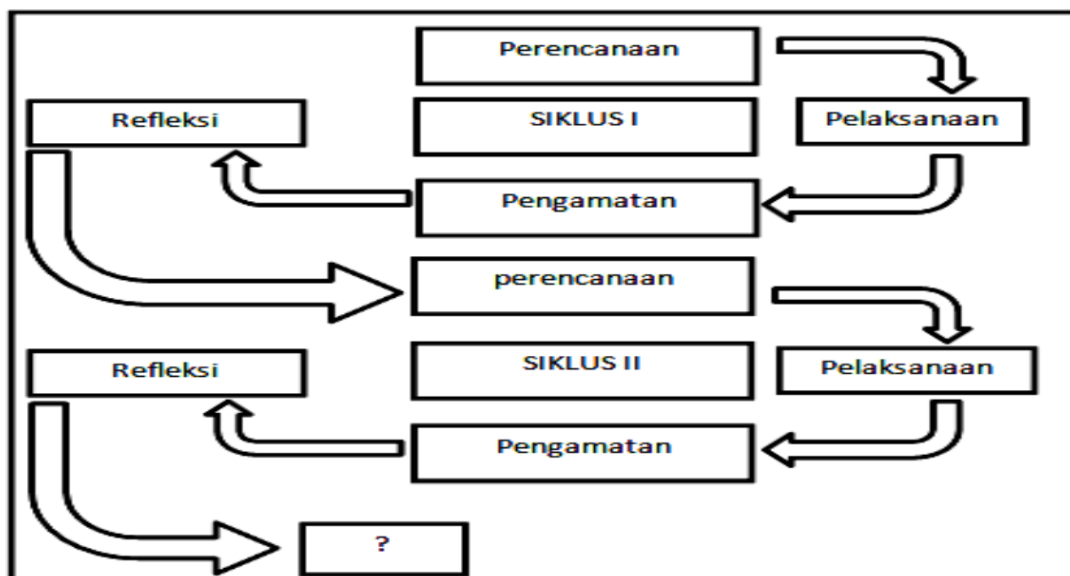 Perencanaan
Refleksi
SIKLUS I
Pelaksanaan
Pengamatan
perencanaan
Refleksi
SIKLUS II
Pelaksanaan
Pengamatan
?